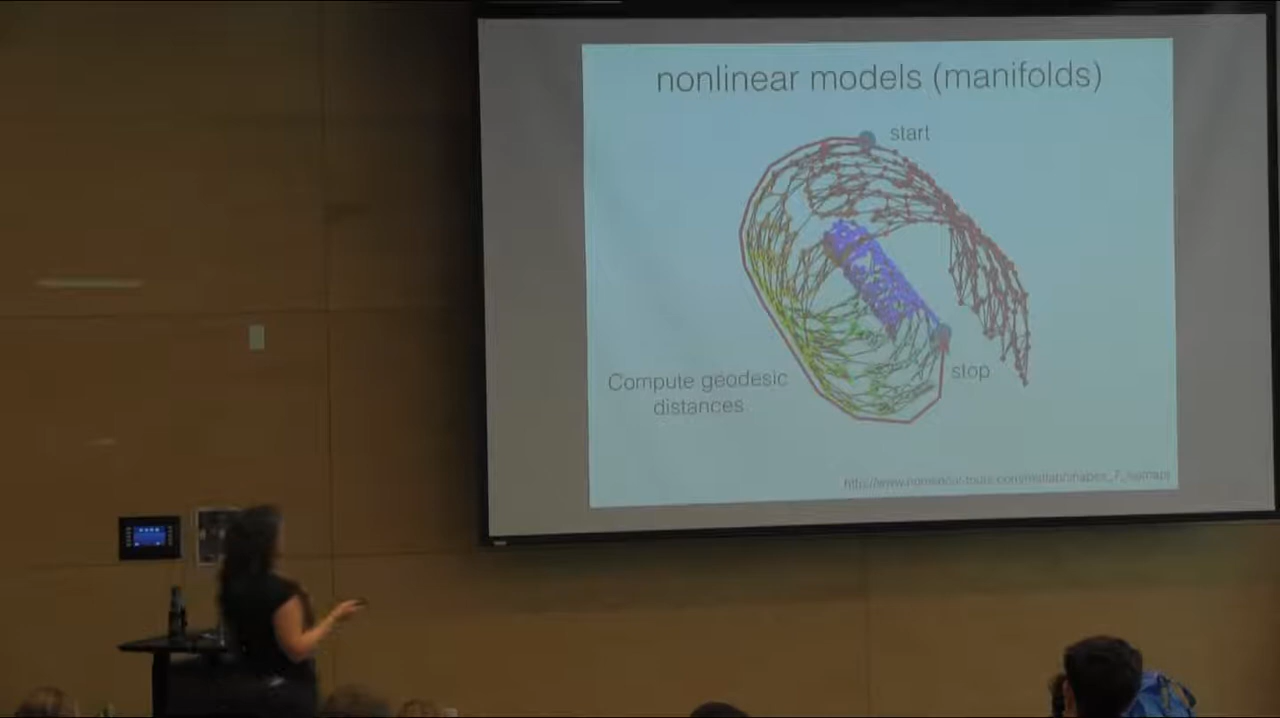 nonlinear models (manifolds)
start
stop
Compute geodesic
distances